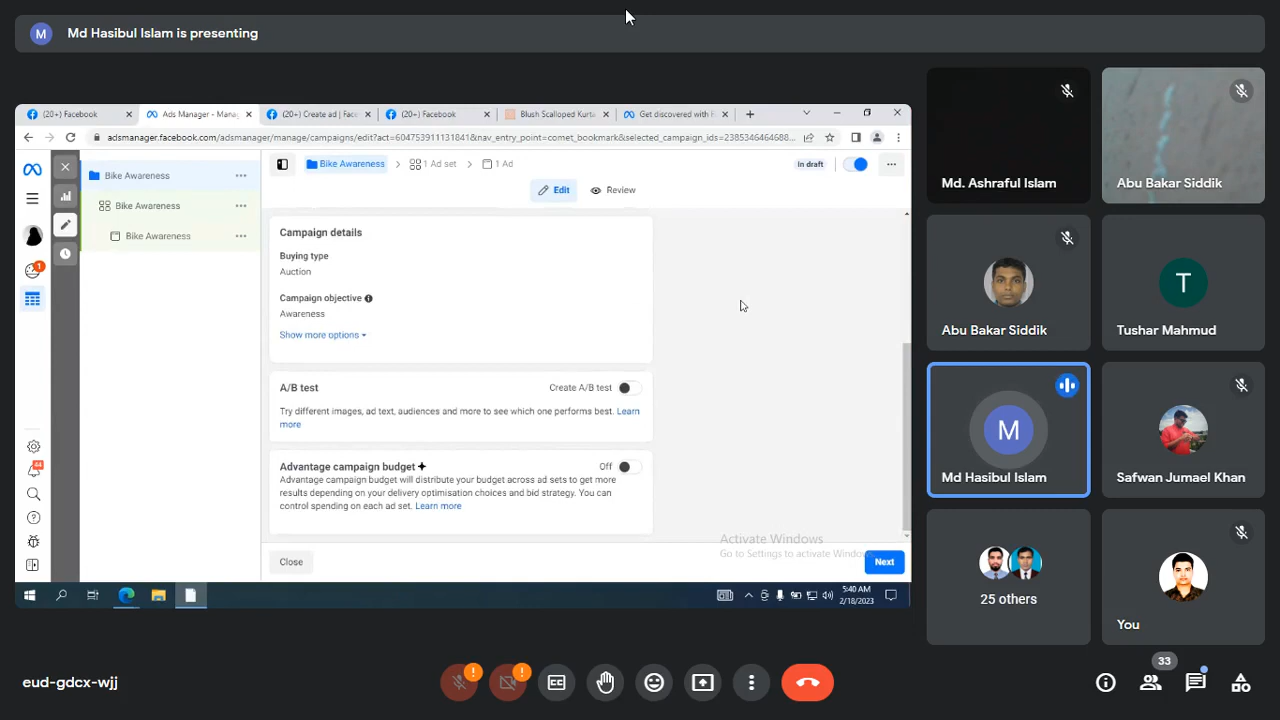 Md Hasibul Islam is presenting
(20+) Facebook
Ads Manager - Mana
(20+) Create ad | Face
(20+) Facebook
Blush Scalloped Kurta
Get discovered with F
adsmanager.facebook.com/adsmanager/manage/campaigns/edit?act=604753911131841&nav_entry_point=comet_bookmark&selected_campaign_ids=2385346464688...
Bike Awareness
Bike Awareness
Bike Awareness
Bike Awareness
1 Ad set
1 Ad
In draft
Edit
Review
Campaign details
Buying type
Auction
Campaign objective
Awareness
Show more options
A/B test
Create A/B test
Try different images, ad text, audiences and more to see which one performs best. Learn
more
Advantage campaign budget
Off
Advantage campaign budget will distribute your budget across ad sets to get more
results depending on your delivery optimisation choices and bid strategy. You can
control spending on each ad set. Learn more
Activate Windows
Go to Settings to activate Windows.
Close
Next
1
44
5:40 AM
2/18/2023
Md. Ashraful Islam
Abu Bakar Siddik
Abu Bakar Siddik
T
Tushar Mahmud
M
Md Hasibul Islam
Safwan Jumael Khan
25 others
You
eud-gdcx-wjj
CC
33